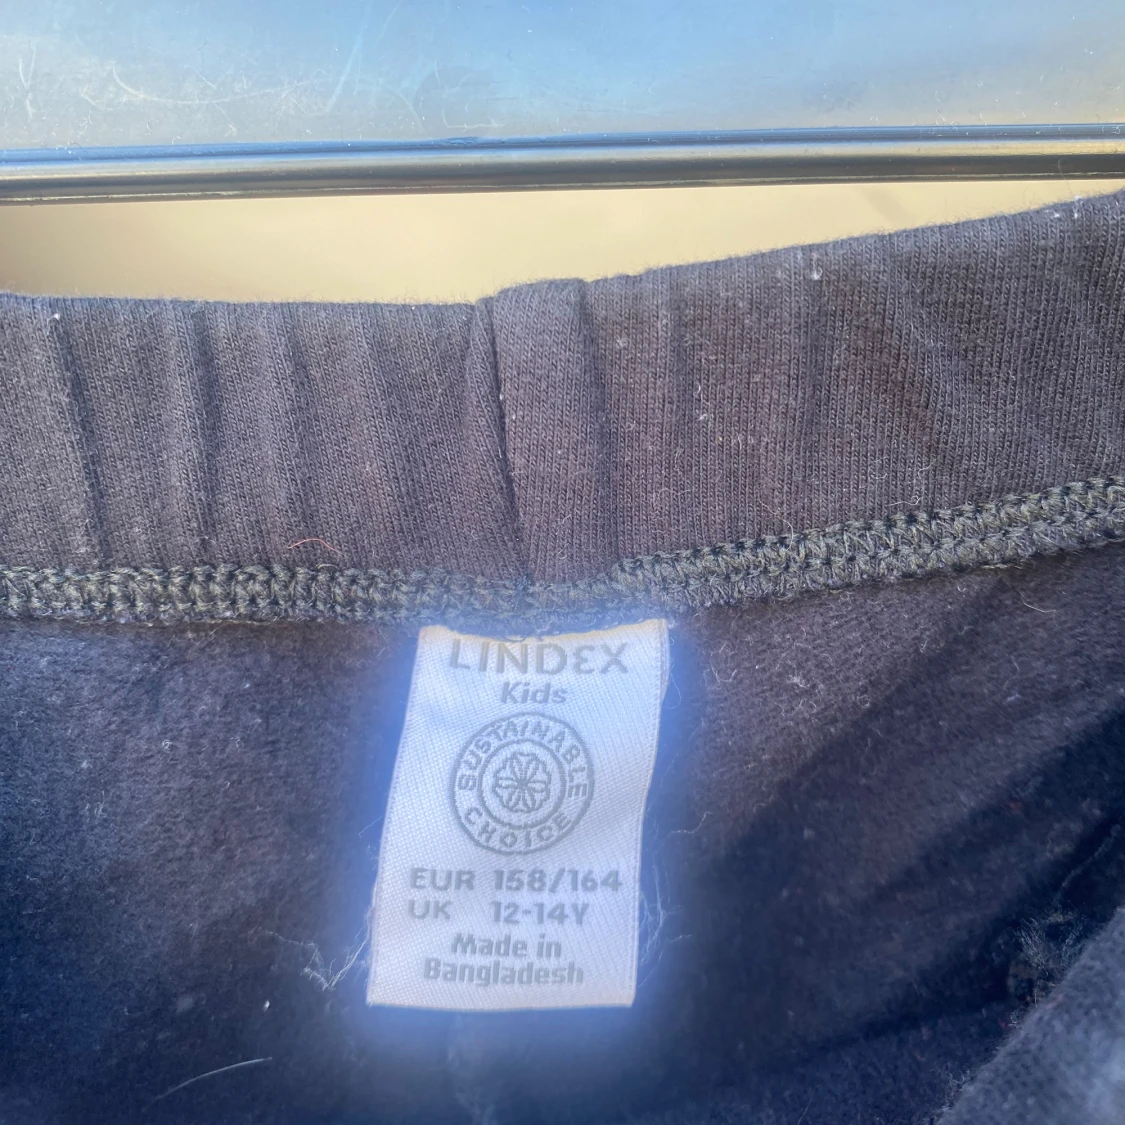 LINDEX
Kids
SUSTAINABLE
CHOICE
EUR 158/164
UK 12-14Y
Made in
Bangladesh